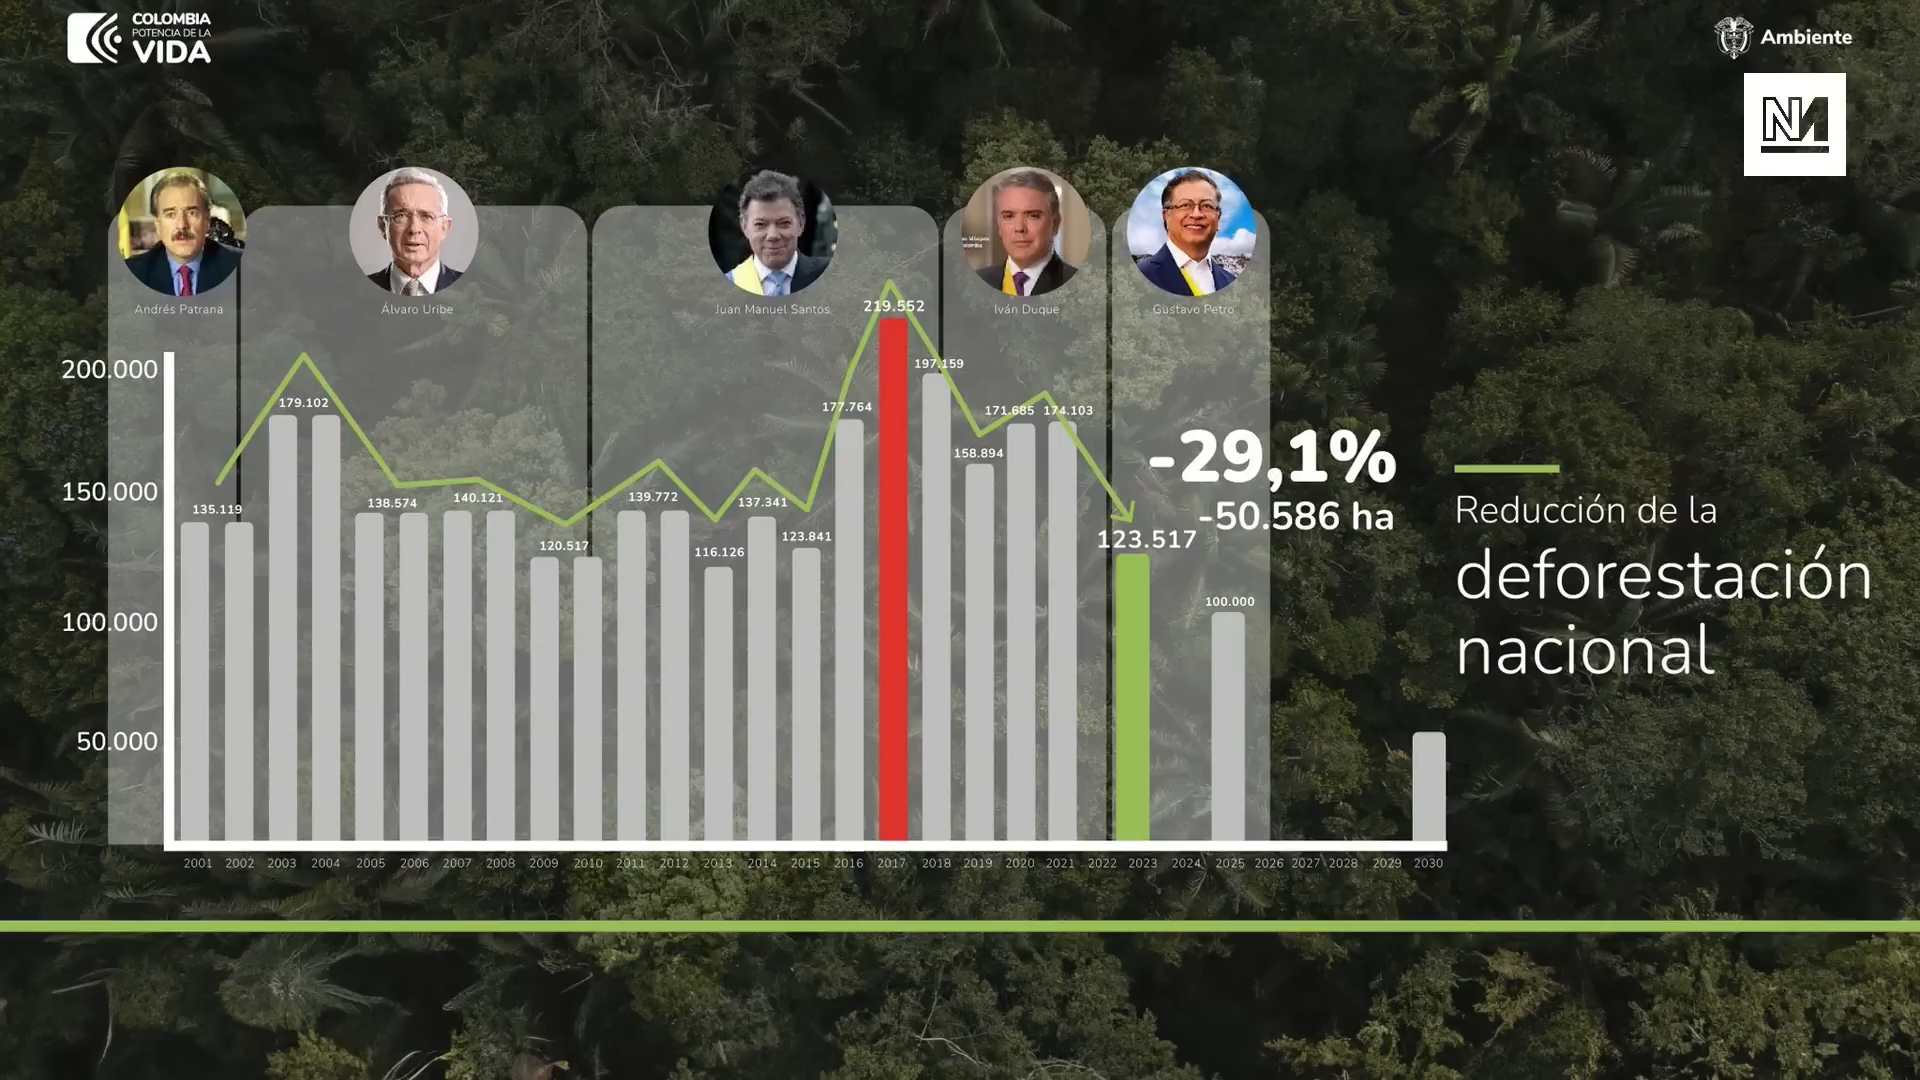 COLOMBIA
POTENCIA DE LA
VIDA
Ambiente
NM
Andrés Patrana
Álvaro Uribe
Juan Manuel Santos
Iván Duque
Gustavo Petro
219.552
197.159
200.000
179.102
177.764
171.685
174.103
158.894
-29,1%
-50.586 ha
Reducción de la
deforestación
nacional
150.000
135.119
138.574
140.121
120.517
139.772
116.126
137.341
123.841
123.517
100.000
100.000
50.000
2001 2002 2003 2004 2005 2006 2007 2008 2009 2010 2011 2012 2013 2014 2015 2016 2017 2018 2019 2020 2021 2022 2023 2024 2025 2026 2027 2028 2029 2030